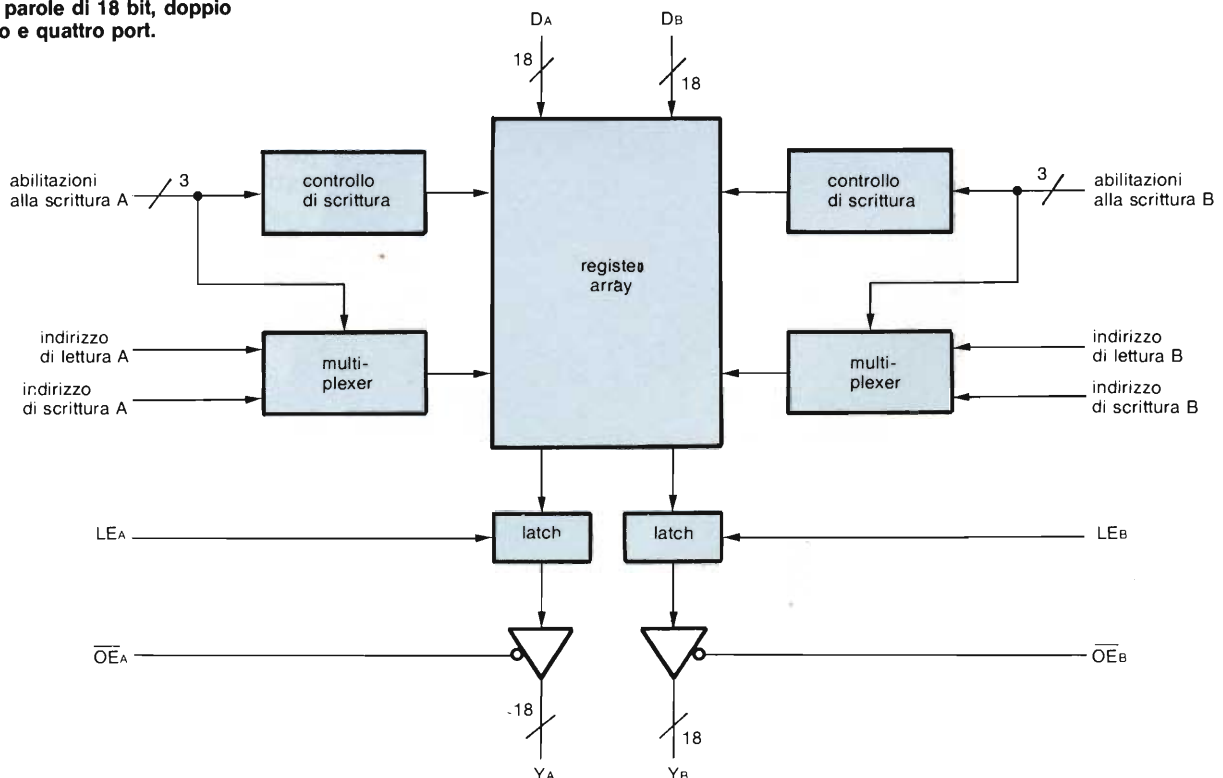 parole di 18 bit, doppio
o e quattro port.
DA
DB
18
18
abilitazioni
alla scrittura A
3
controllo
di scrittura
controllo
di scrittura
3
abilitazioni
alla scrittura B
register
array
indirizzo
di lettura A
indirizzo
di scrittura A
multi-
plexer
multi-
plexer
indirizzo
di lettura B
indirizzo
di scrittura B
LEA
latch
latch
LEB
OEA
OEB
18
18
YA
YB